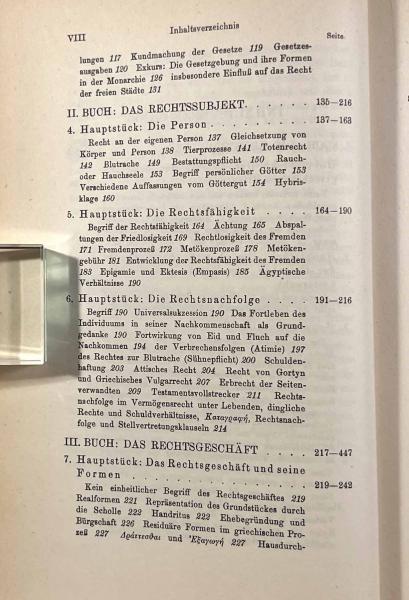 VIII
Inhaltsverzeichnis
Seite
lungen 117 Kundmachung der Gesetze 119 Gesetzes-
ausgaben 120 Exkurs: Die Gesetzgebung und ihre Formen
in der Monarchie 126 insbesondere Einfluß auf das Recht
der freien Städte 131
II. BUCH: DAS RECHTSSUBJEKT. . . . . . 135—216
4. Hauptstück: Die Person . . . . . . . . . 137—163
Recht an der eigenen Person 137 Gleichsetzung von
Körper und Person 138 Tierprozesse 141 Totenrecht
142 Blutrache 149 Bestattungspflicht 150 Rauch-
oder Hauchseele 153 Begriff persönlicher Götter 153
Verschiedene Auffassungen vom Göttergut 154 Hybris-
klage 160
5. Hauptstück: Die Rechtsfähigkeit . . . . 164—190
Begriff der Rechtsfähigkeit 164 Ächtung 165 Abspal-
tungen der Friedlosigkeit 169 Rechtlosigkeit des Fremden
171 Fremdenprozeß 172 Metökenprozeß 178 Metöken-
gebühr 181 Entwicklung der Rechtsfähigkeit des Fremden
183 Epigamie und Ektesis (Empasis) 185 Ägyptische
Verhältnisse 190
6. Hauptstück: Die Rechtsnachfolge . . . . 191—216
Begriff 190 Universalsukzession 190 Das Fortleben des
Individuums in seiner Nachkommenschaft als Grund-
gedanke 190 Fortwirkung von Eid und Fluch auf die
Nachkommen 194 der Verbrechensfolgen (Atimie) 197
des Rechtes zur Blutrache (Sühnepflicht) 200 Schulden-
haftung 203 Attisches Recht 204 Recht von Gortyn
und Griechisches Vulgarrecht 207 Erbrecht der Seiten-
verwandten 209 Testamentsvollstrecker 211 Rechts-
nachfolge im Vermögensrecht unter Lebenden, dingliche
Rechte und Schuldverhältnisse, Καταγραφή, Rechtsnach-
folge und Stellvertretungsklauseln 214
III. BUCH: DAS RECHTSGESCHÄFT . . . . 217—447
7. Hauptstück: Das Rechtsgeschäft und seine
Formen . . . . . . . . . . . . . 219—242
Kein einheitlicher Begriff des Rechtsgeschäftes 219
Realformen 221 Repräsentation des Grundstückes durch
die Scholle 222 Handritus 222 Ehebegründung und
Bürgschaft 226 Residuäre Formen im griechischen Pro-
zeß 227 Δράττεσθαι und Ἐξαγωγή 227 Hausdurch-